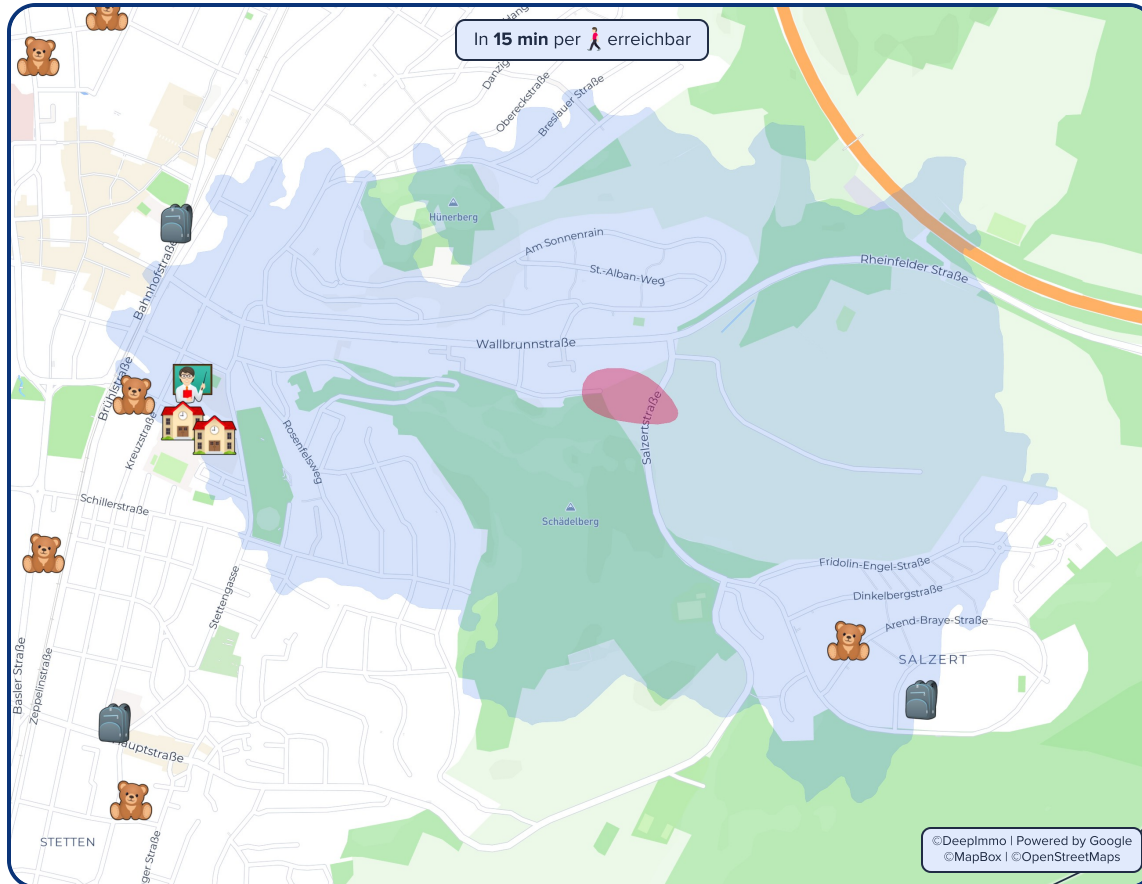 In 15 min per erreichbar
Obereckstraße
Breslauer Straße
Hünerberg
Am Sonnenrain
St.-Alban-Weg
Rheinfelder Straße
Bahnhofstraße
Wallbrunnstraße
Brühlstraße
Kreuzstraße
Salzertstraße
Rosenfelsweg
Schillerstraße
Schädelberg
Stettengasse
Fridolin-Engel-Straße
Dinkelbergstraße
Arend-Braye-Straße
SALZERT
Basler Straße
Zeppelinstraße
Hauptstraße
STETTEN
©DeepImmo | Powered by Google
©MapBox | ©OpenStreetMaps